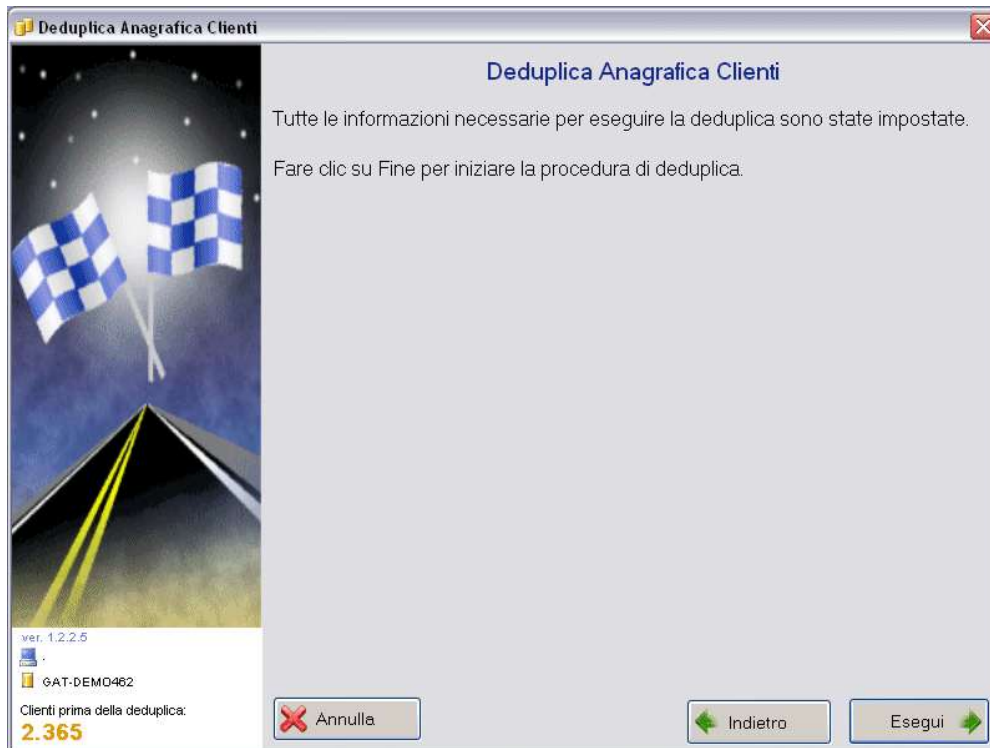 Deduplica Anagrafica Clienti
Deduplica Anagrafica Clienti
Tutte le informazioni necessarie per eseguire la deduplica sono state impostate.
Fare clic su Fine per iniziare la procedura di deduplica.
ver. 1.2.2.5
.
GAT-DEMO462
Clienti prima della deduplica:
2.365
Annulla
Indietro
Esegui